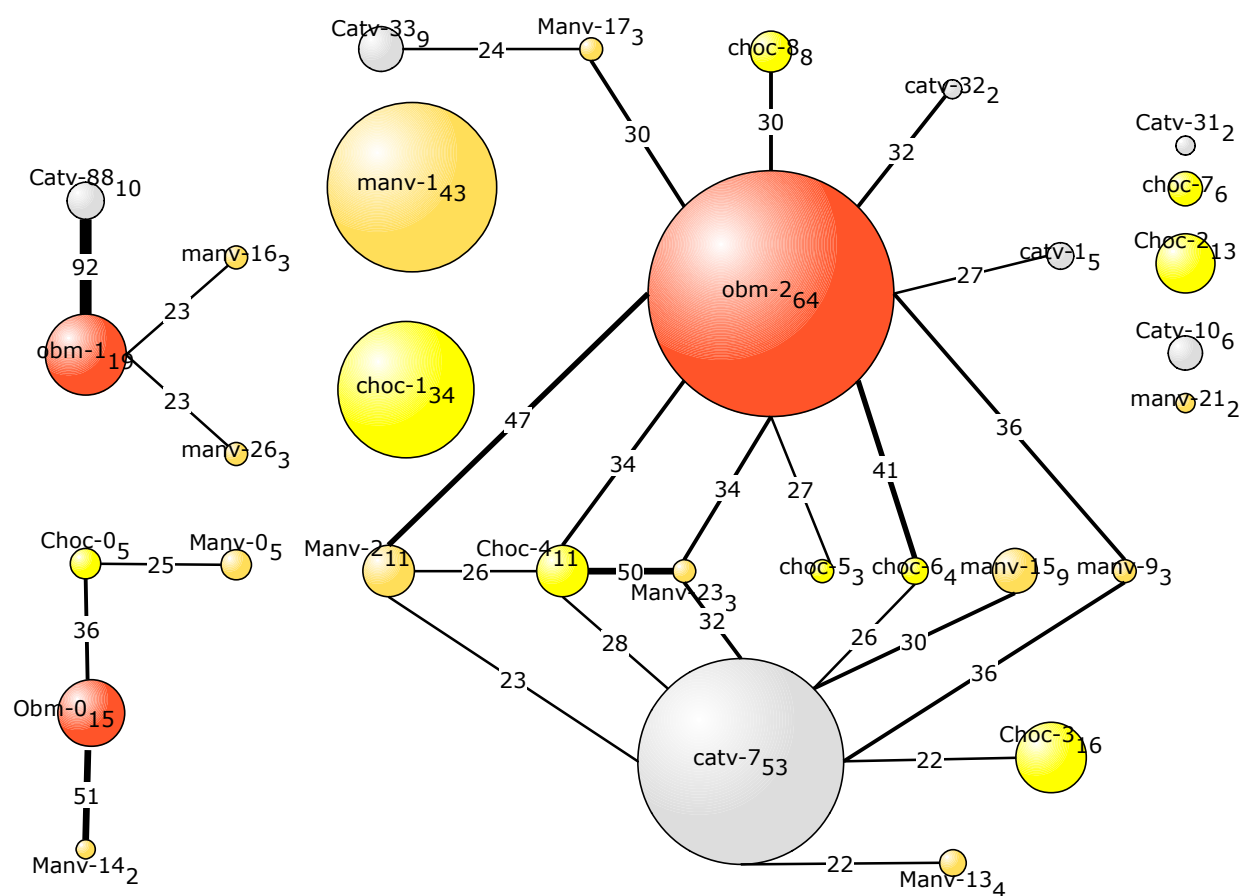 Catv-33 9
24
Manv-17 3
choc-8 8
catv-32 2
30
30
32
Catv-31 2
choc-7 6
Catv-88 10
manv-1 43
manv-16 3
Choc-2 13
92
catv-1 5
27
obm-2 64
23
obm-1 19
Catv-10 6
choc-1 34
manv-21 2
23
47
36
manv-26 3
34
41
34
27
Choc-0 5
25
Manv-0 5
Manv-2 11
26
Choc-4 11
50
Manv-23 3
choc-5 3
choc-6 4
manv-15 9
manv-9 3
36
32
28
26
30
23
36
Obm-0 15
Choc-3 16
catv-7 53
22
51
Manv-14 2
22
Manv-13 4